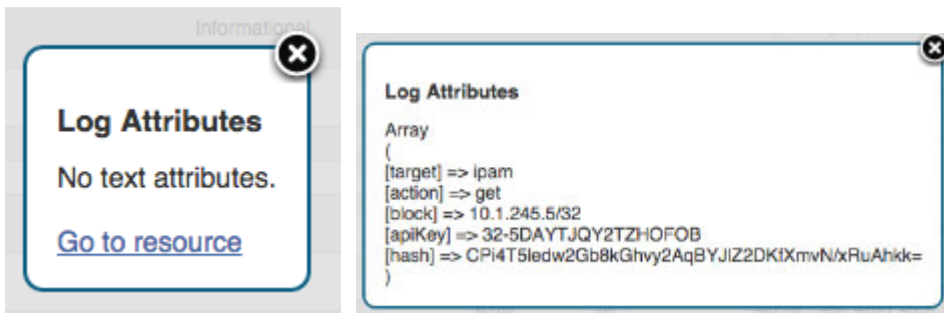 Informational
Log Attributes
No text attributes.
Go to resource
Log Attributes
Array
(
[target] => ipam
[action] => get
[block] => 10.1.245.5/32
[apiKey] => 32-5DAYTJQY2TZHOFOB
[hash] => CPi4T5Iedw2Gb8kGhvy2AqBYJlZ2DKfXmvN/xRuAhkk=
)